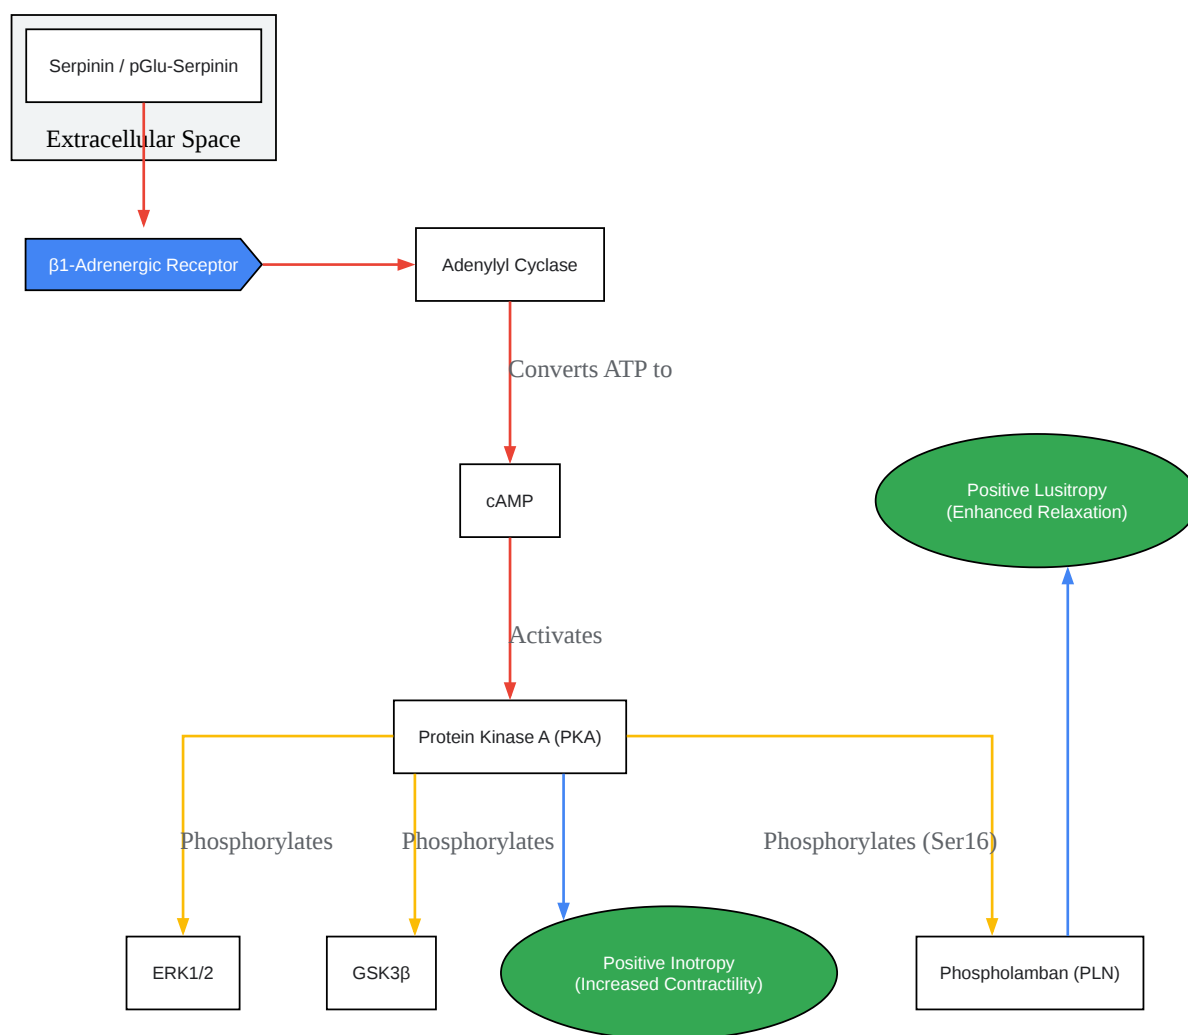 Serpinin / pGlu-Serpinin
Extracellular Space
β1-Adrenergic Receptor
Adenylyl Cyclase
Converts ATP to
cAMP
Positive Lusitropy
(Enhanced Relaxation)
Activates
Protein Kinase A (PKA)
Phosphorylates
Phosphorylates
Phosphorylates (Ser16)
ERK1/2
GSK3β
Positive Inotropy
(Increased Contractility)
Phospholamban (PLN)